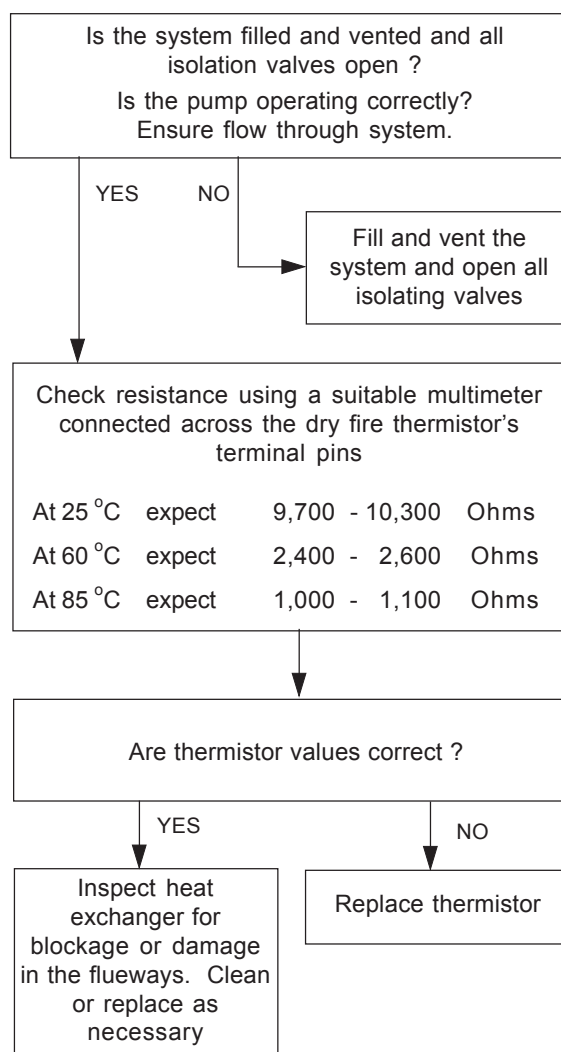 Is the system filled and vented and all
isolation valves open ?
Is the pump operating correctly?
Ensure flow through system.
YES
NO
Fill and vent the
system and open all
isolating valves
Check resistance using a suitable multimeter
connected across the dry fire thermistor's
terminal pins
At 25 °C expect 9,700 - 10,300 Ohms
At 60 °C expect 2,400 - 2,600 Ohms
At 85 °C expect 1,000 - 1,100 Ohms
Are thermistor values correct ?
YES
NO
Inspect heat
exchanger for
blockage or damage
in the flueways. Clean
or replace as
necessary
Replace thermistor